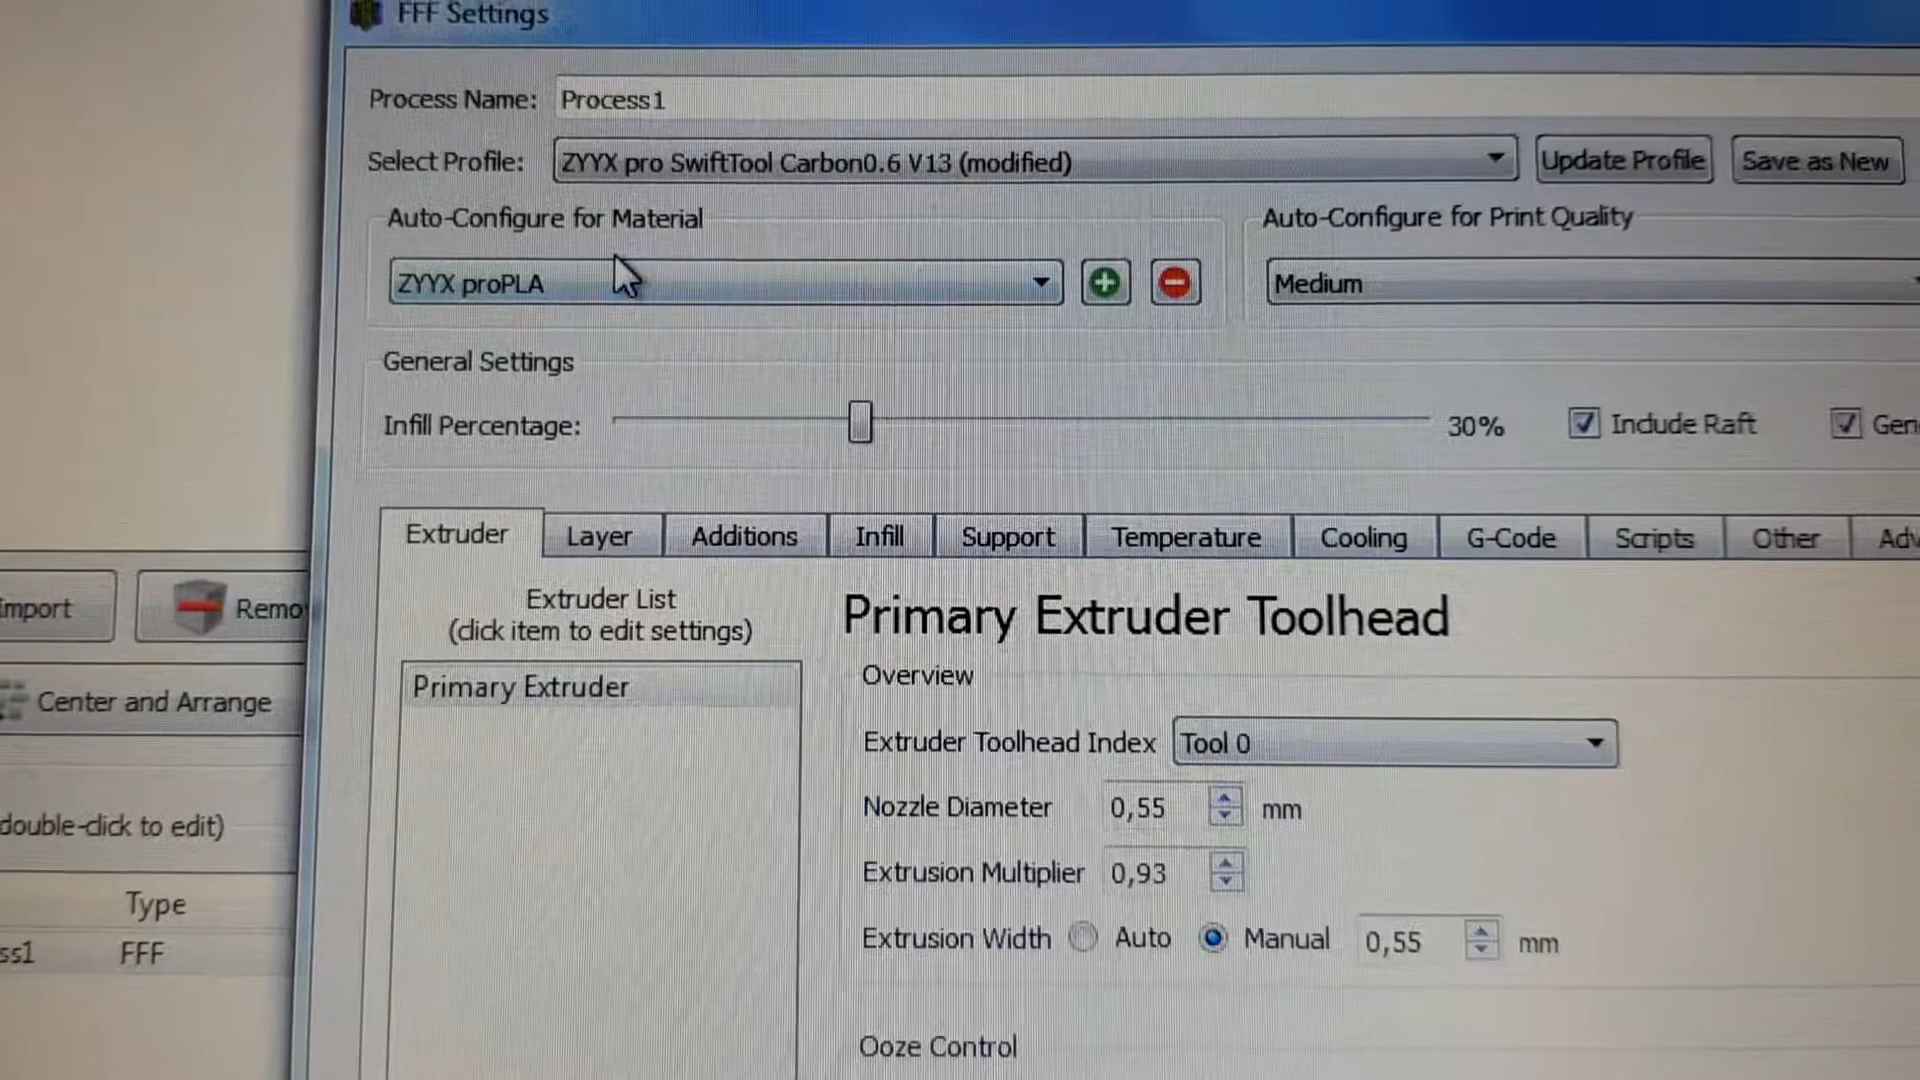 FFF Settings
Process Name: Process1
Select Profile: ZYYX pro SwiftTool Carbon0.6 V13 (modified) Update Profile Save as New
Auto-Configure for Material Auto-Configure for Print Quality
ZYYX proPLA Medium
General Settings
Infill Percentage: 30% Include Raft Gen
Extruder Layer Additions Infill Support Temperature Cooling G-Code Scripts Other Adv
Extruder List
(click item to edit settings)
Primary Extruder
Primary Extruder Toolhead
Overview
Extruder Toolhead Index Tool 0
Nozzle Diameter 0,55 mm
Extrusion Multiplier 0,93
Extrusion Width Auto Manual 0,55 mm
Ooze Control
Import Remo
Center and Arrange
double-click to edit)
Type
ss1 FFF